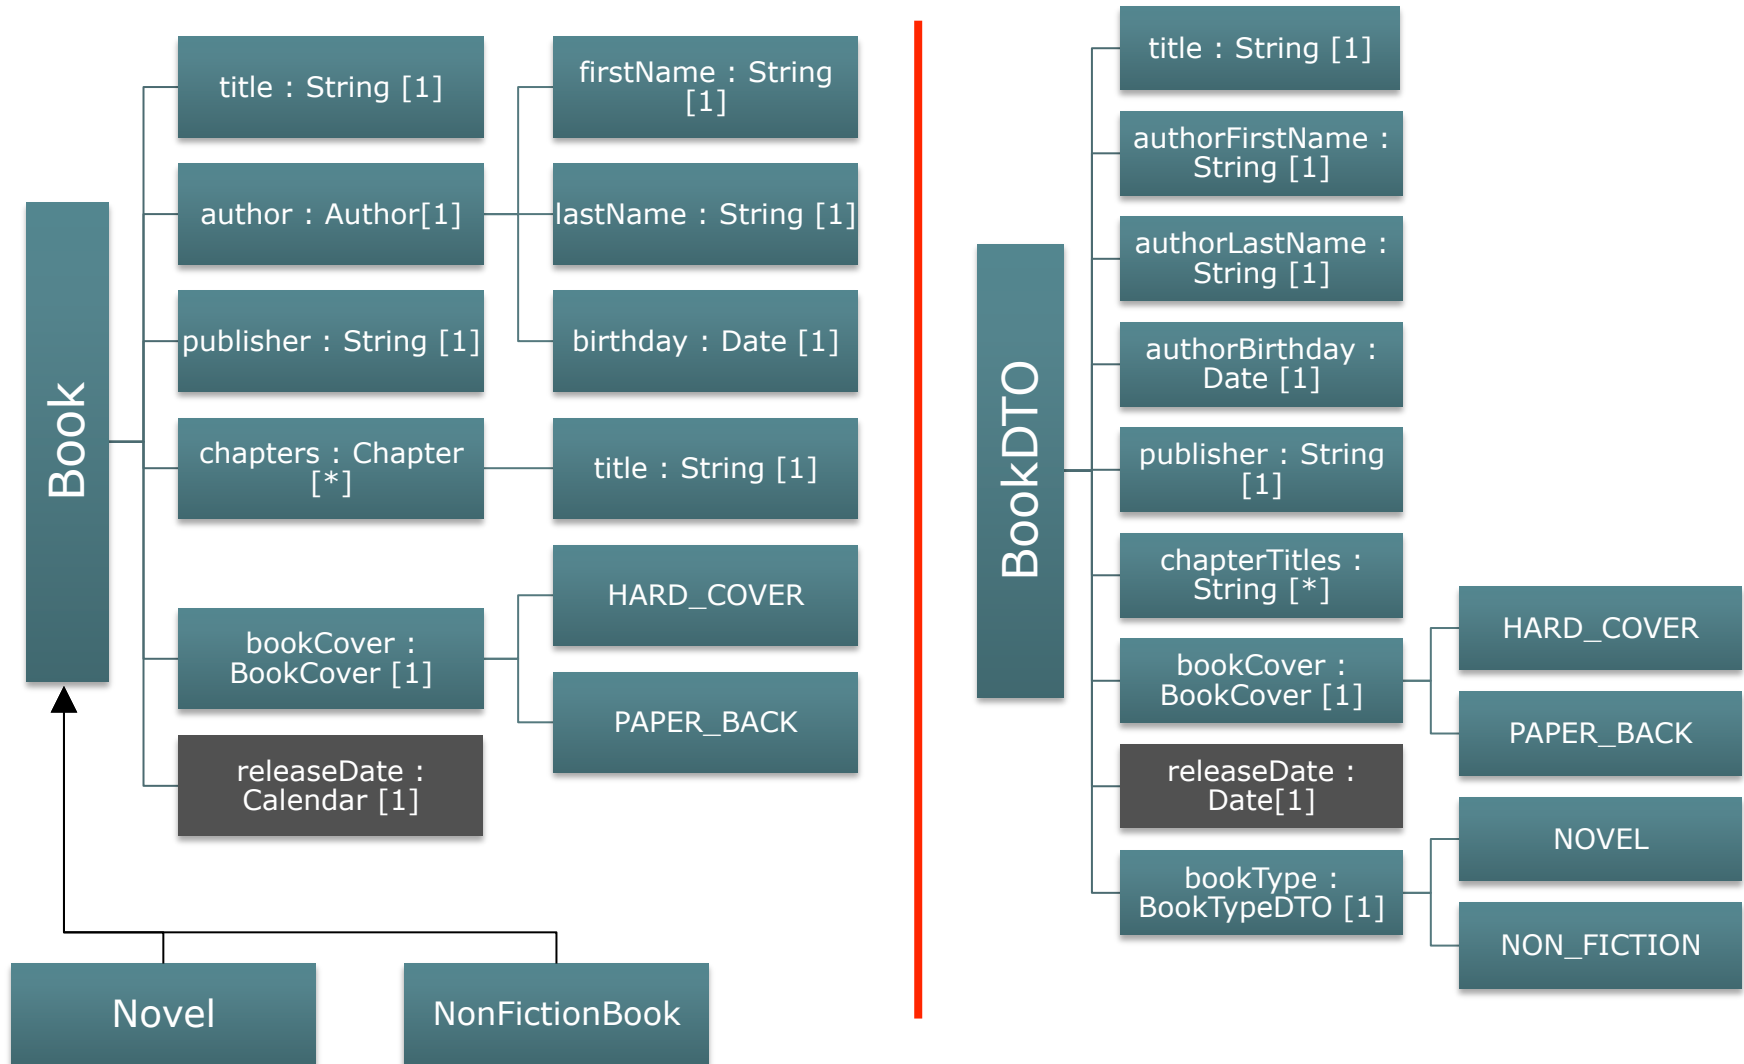 Book
title : String [1]
author : Author[1]
publisher : String [1]
chapters : Chapter
[*]
bookCover :
BookCover [1]
releaseDate :
Calendar [1]
firstName : String
[1]
lastName : String [1]
birthday : Date [1]
title : String [1]
HARD_COVER
PAPER_BACK
Novel
NonFictionBook
BookDTO
title : String [1]
authorFirstName :
String [1]
authorLastName :
String [1]
authorBirthday :
Date [1]
publisher : String
[1]
chapterTitles :
String [*]
bookCover :
BookCover [1]
releaseDate :
Date[1]
bookType :
BookTypeDTO [1]
HARD_COVER
PAPER_BACK
NOVEL
NON_FICTION